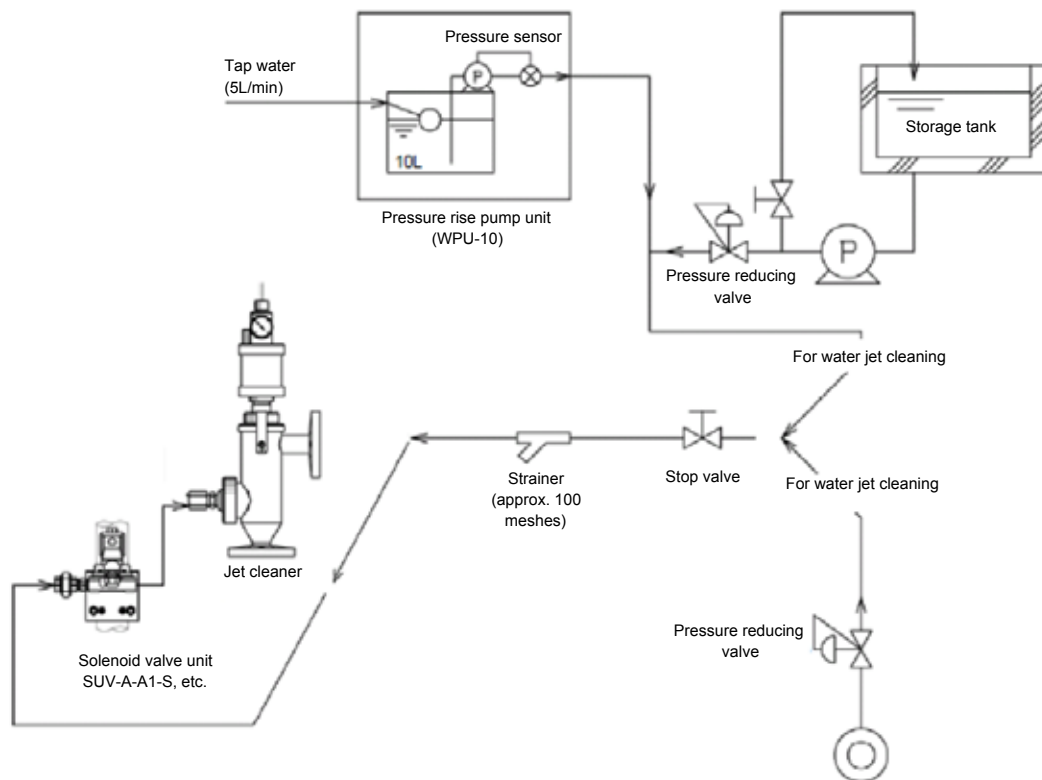 Pressure sensor
Tap water
(5L/min)
P
10L
Storage tank
Pressure rise pump unit
(WPU-10)
P
Pressure reducing
valve
For water jet cleaning
Strainer
(approx. 100
meshes)
Stop valve
For water jet cleaning
Jet cleaner
Pressure reducing
valve
Solenoid valve unit
SUV-A-A1-S, etc.